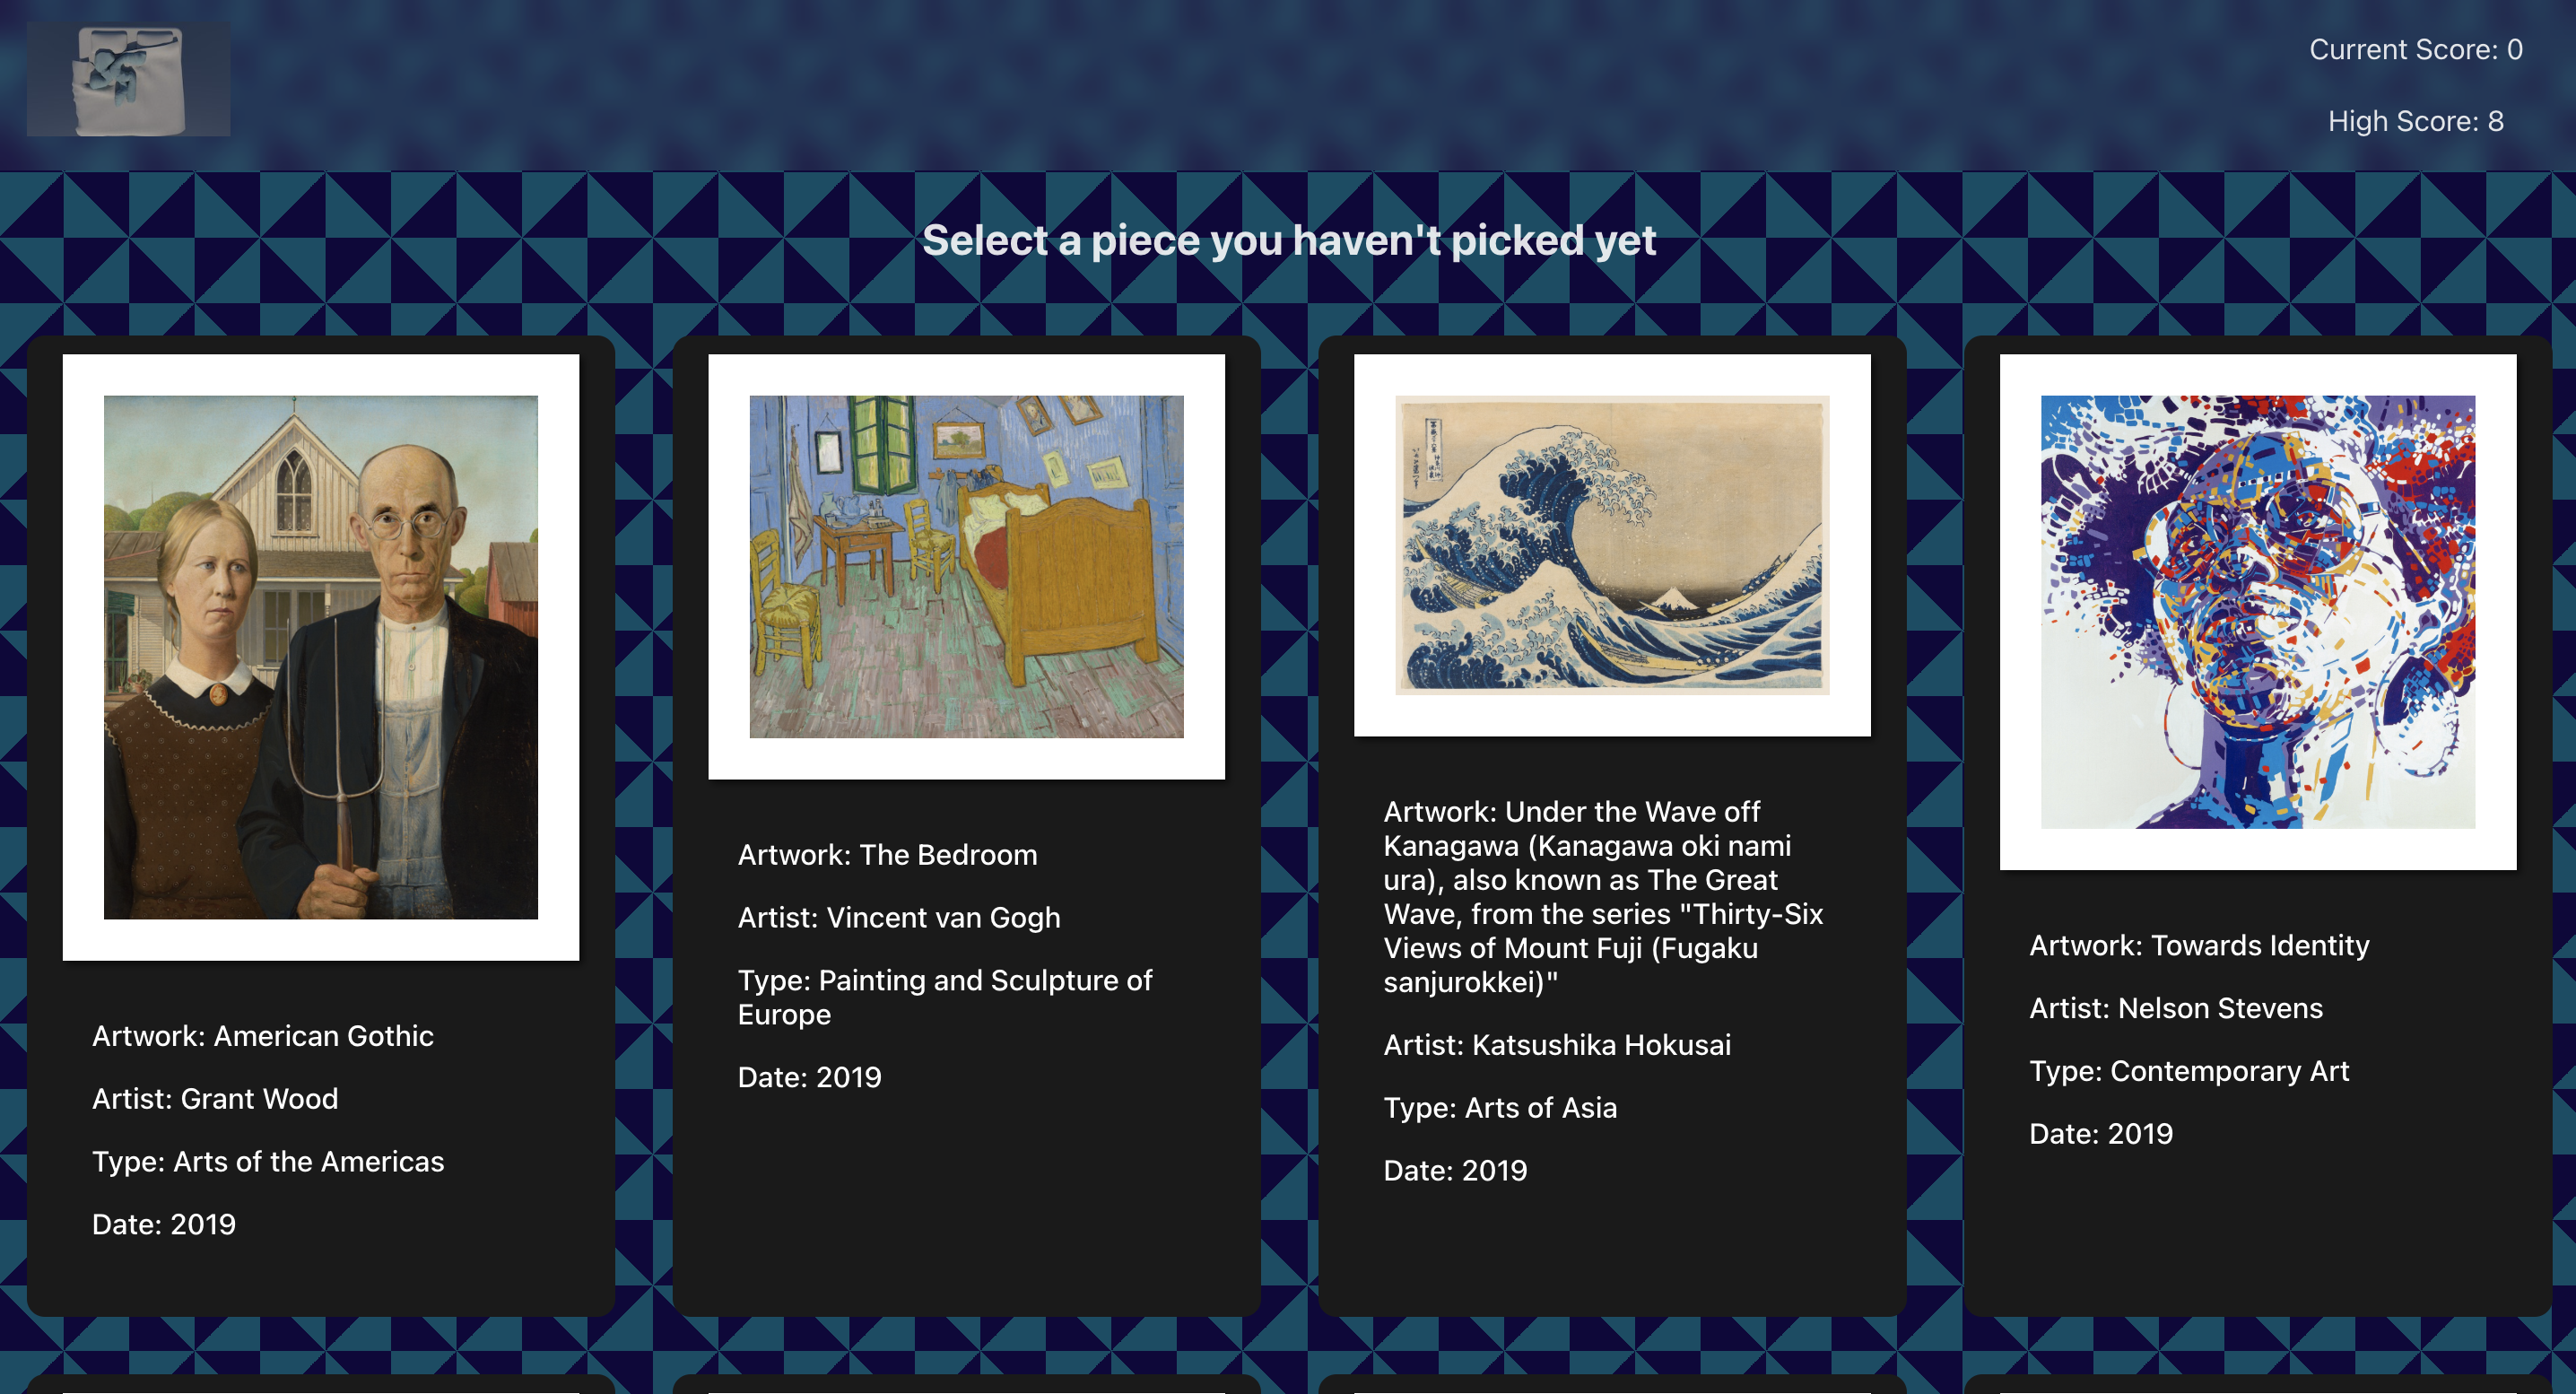 Current Score: 0
High Score: 8
Select a piece you haven't picked yet
Artwork: American Gothic
Artist: Grant Wood
Type: Arts of the Americas
Date: 2019
Artwork: The Bedroom
Artist: Vincent van Gogh
Type: Painting and Sculpture of
Europe
Date: 2019
Artwork: Under the Wave off
Kanagawa (Kanagawa oki nami
ura), also known as The Great
Wave, from the series "Thirty-Six
Views of Mount Fuji (Fugaku
sanjurokkei)"
Artist: Katsushika Hokusai
Type: Arts of Asia
Date: 2019
Artwork: Towards Identity
Artist: Nelson Stevens
Type: Contemporary Art
Date: 2019